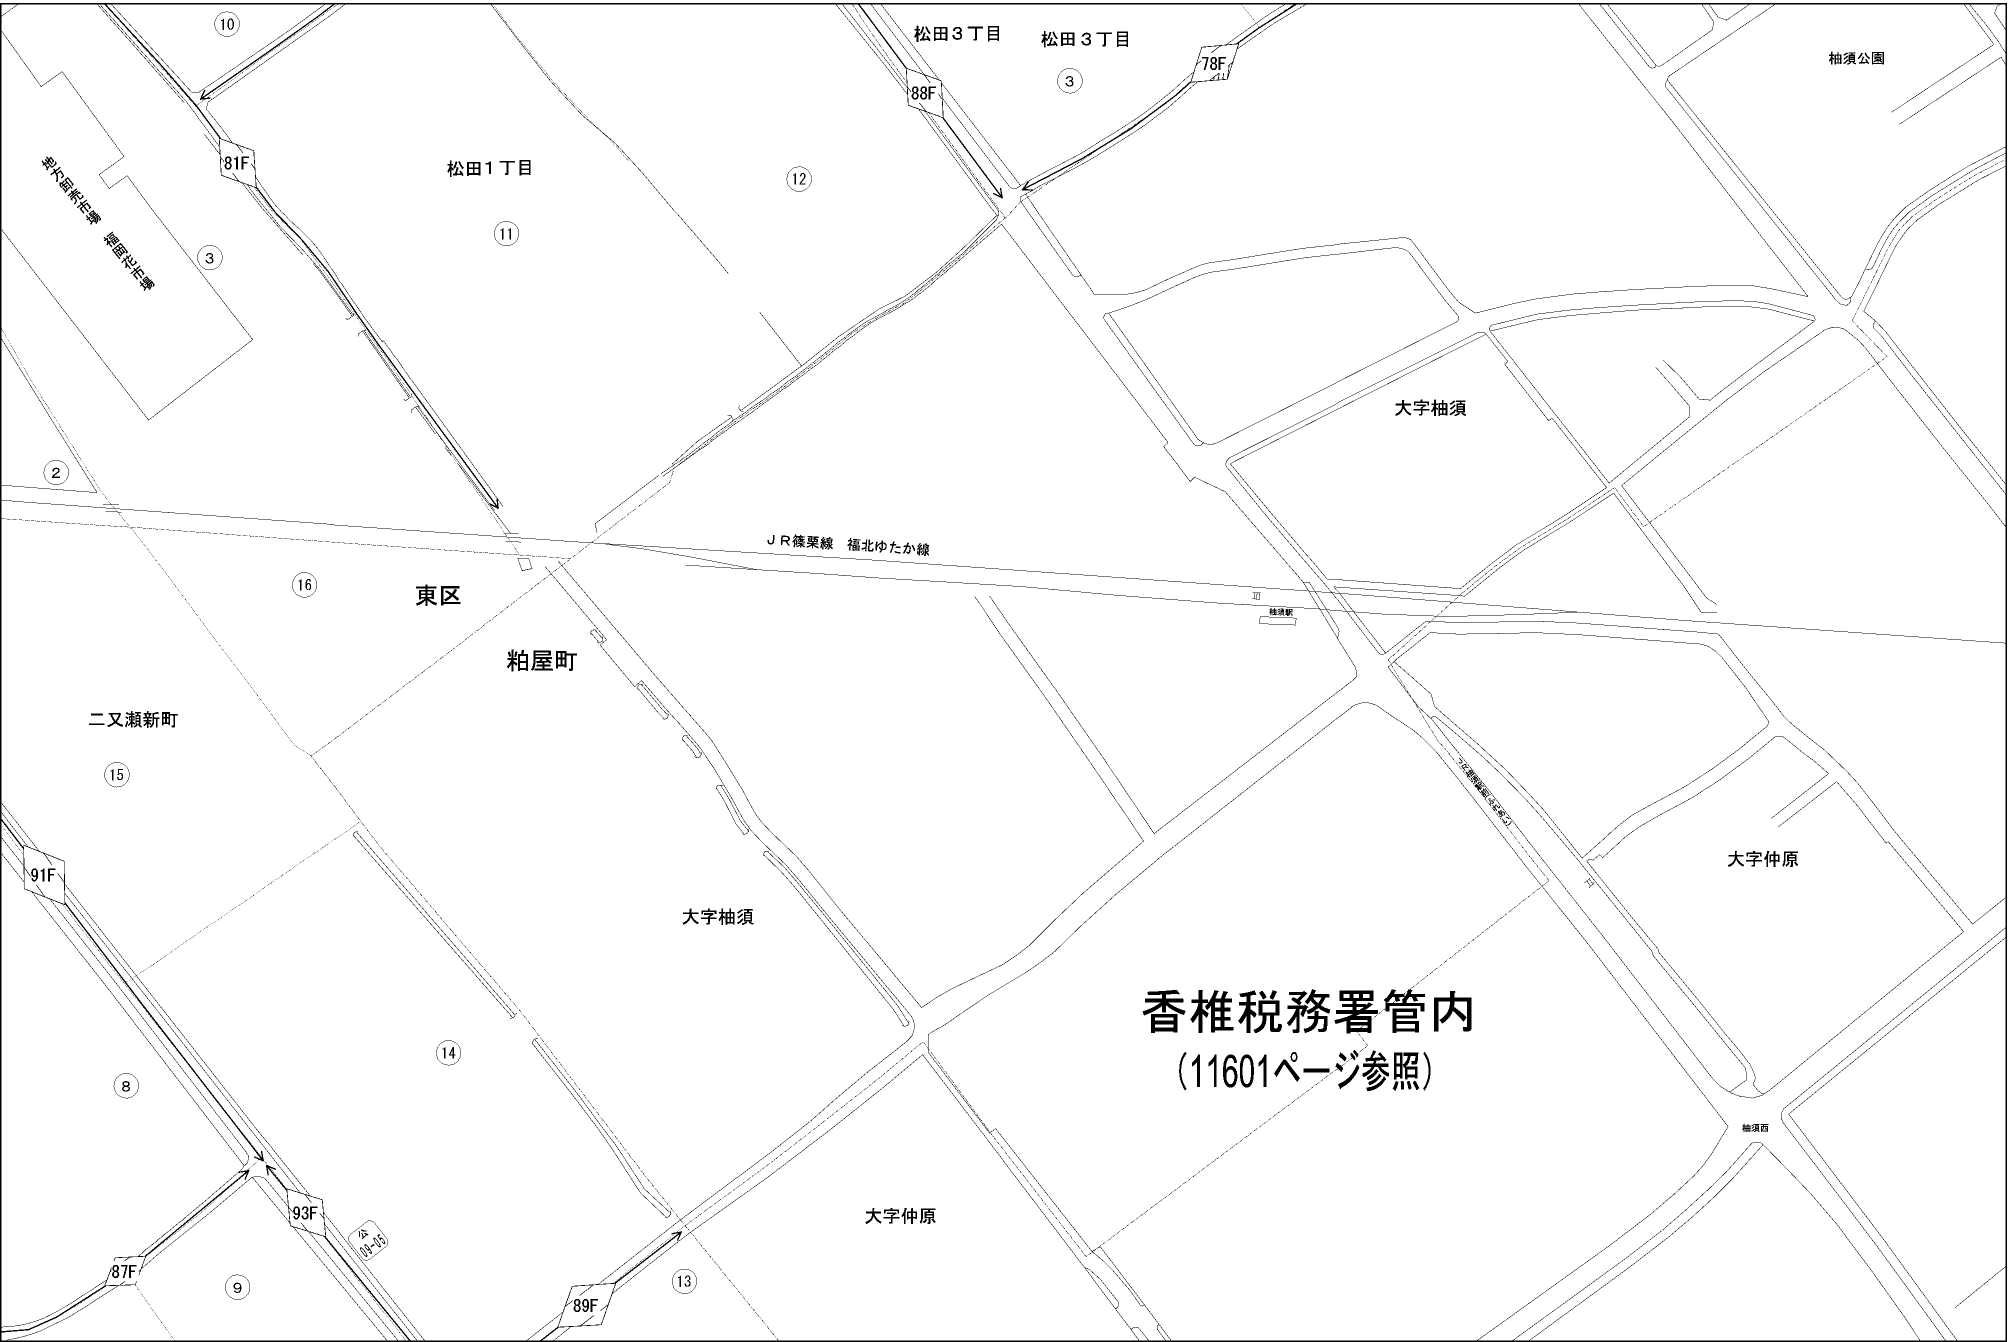 10
松田３丁目
松田３丁目
3
78F
88F
柚須公園
81F
松田１丁目
12
11
地方卸売市場　福岡花市場
3
大字柚須
2
ＪＲ篠栗線　福北ゆたか線
16
東区
柚須駅
粕屋町
二又瀬新町
15
大字仲原
91F
大字柚須
香椎税務署管内
（11601ページ参照）
14
8
柚須西
93F
公
09-05
大字仲原
87F
9
89F
13